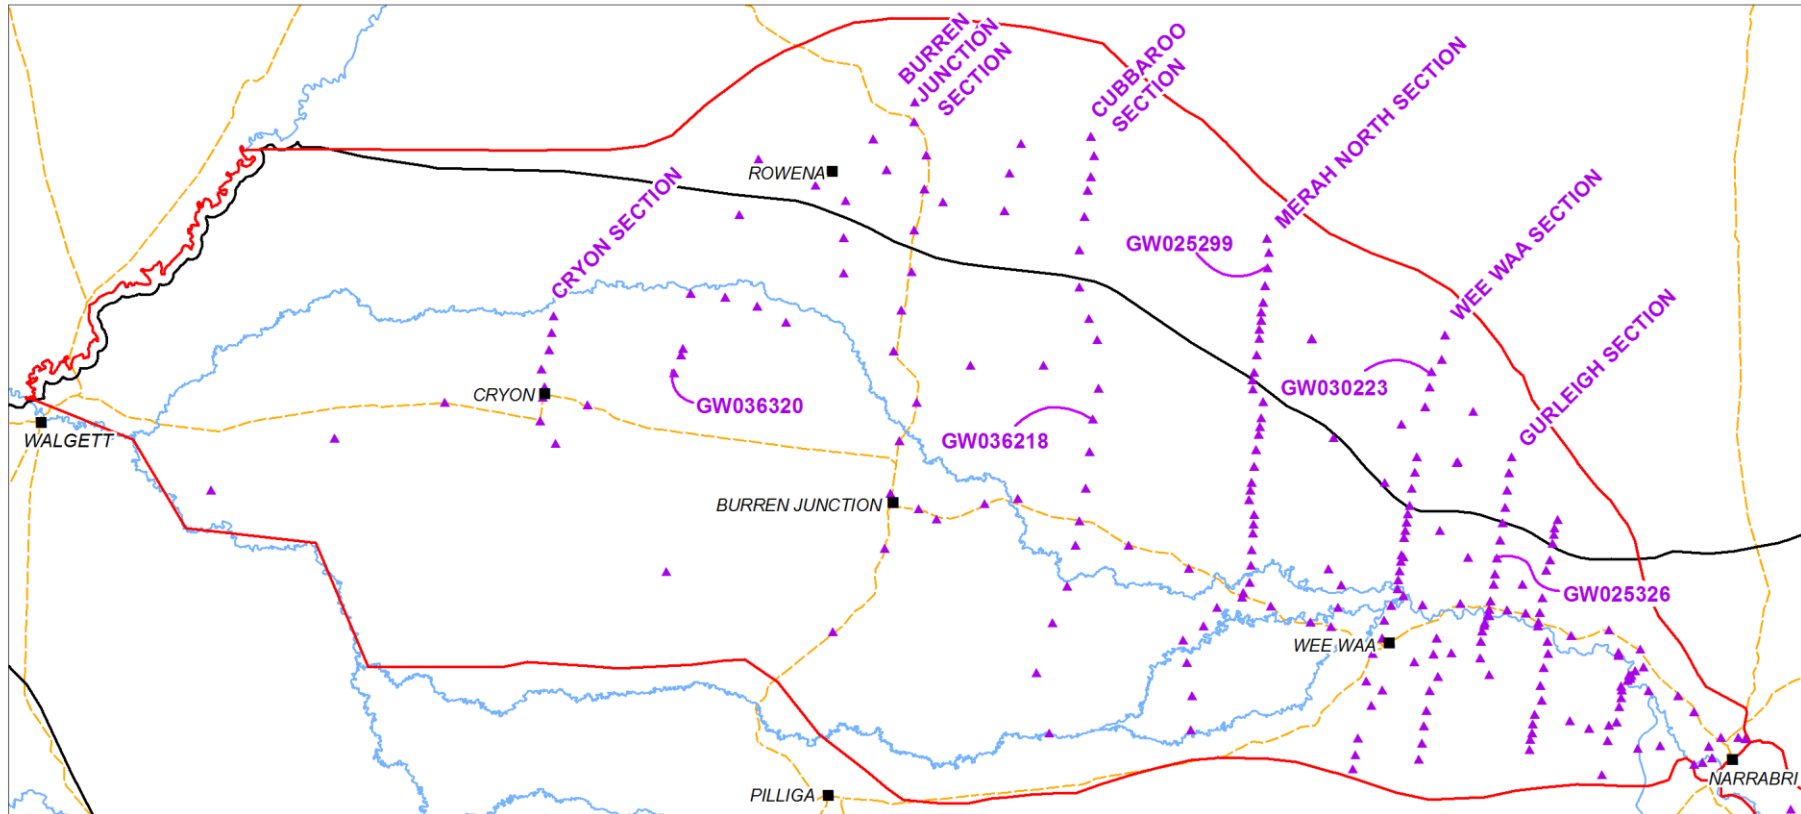 BURREN
JUNCTION
SECTION
CUBBAROO
SECTION
MERAH NORTH SECTION
ROWENA
CRYON SECTION
WEE WAA SECTION
GW025299
GURLEIGH SECTION
GW030223
CRYON
GW036320
WALGETT
GW036218
BURREN JUNCTION
GW025326
WEE WAA
NARRABRI
PILLIGA